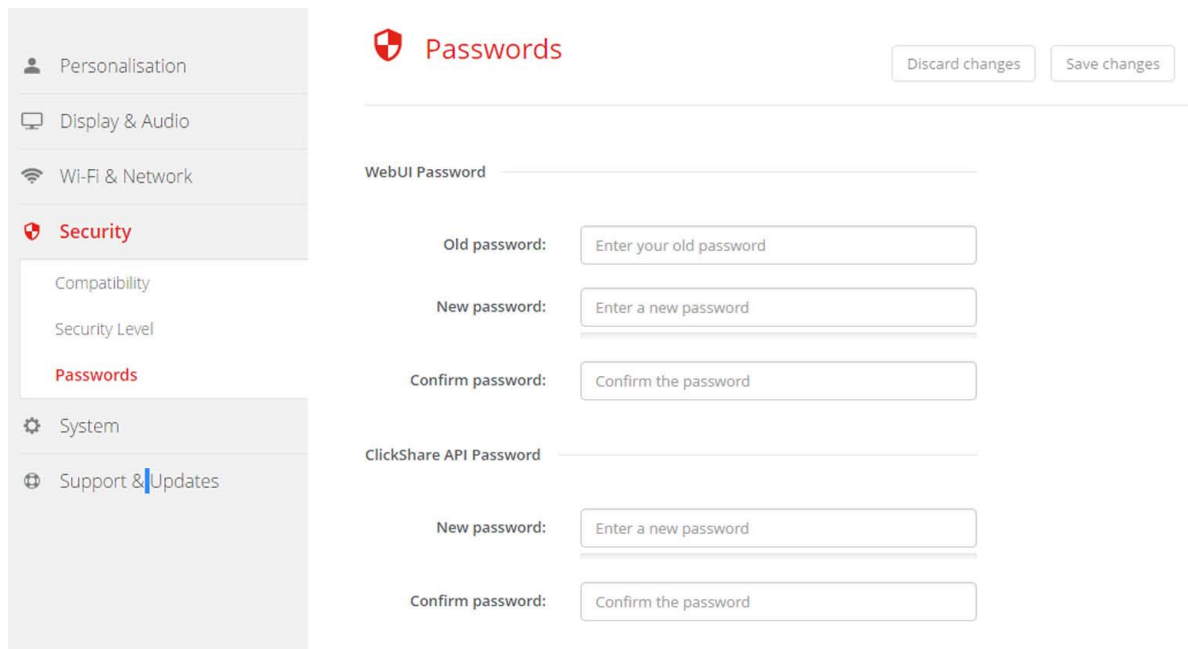 Personalisation
Display & Audio
Wi-Fi & Network
Security
Compatibility
Security Level
Passwords
System
Support & Updates
Passwords
Discard changes
Save changes
WebUI Password
Old password:
Enter your old password
New password:
Enter a new password
Confirm password:
Confirm the password
ClickShare API Password
New password:
Enter a new password
Confirm password:
Confirm the password